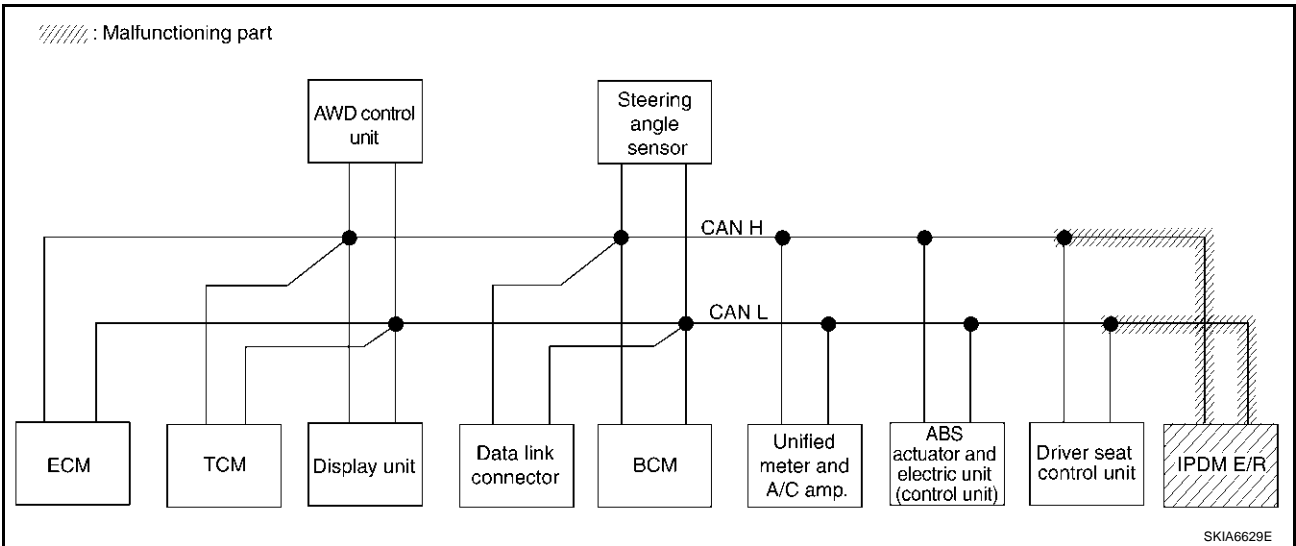 : Malfunctioning part
AWD control
unit
Steering
angle
sensor
CAN H
CAN L
ECM
TCM
Display unit
Data link
connector
BCM
Unified
meter and
A/C amp.
ABS
actuator and
electric unit
(control unit)
Driver seat
control unit
IPDM E/R
SKIA6629E